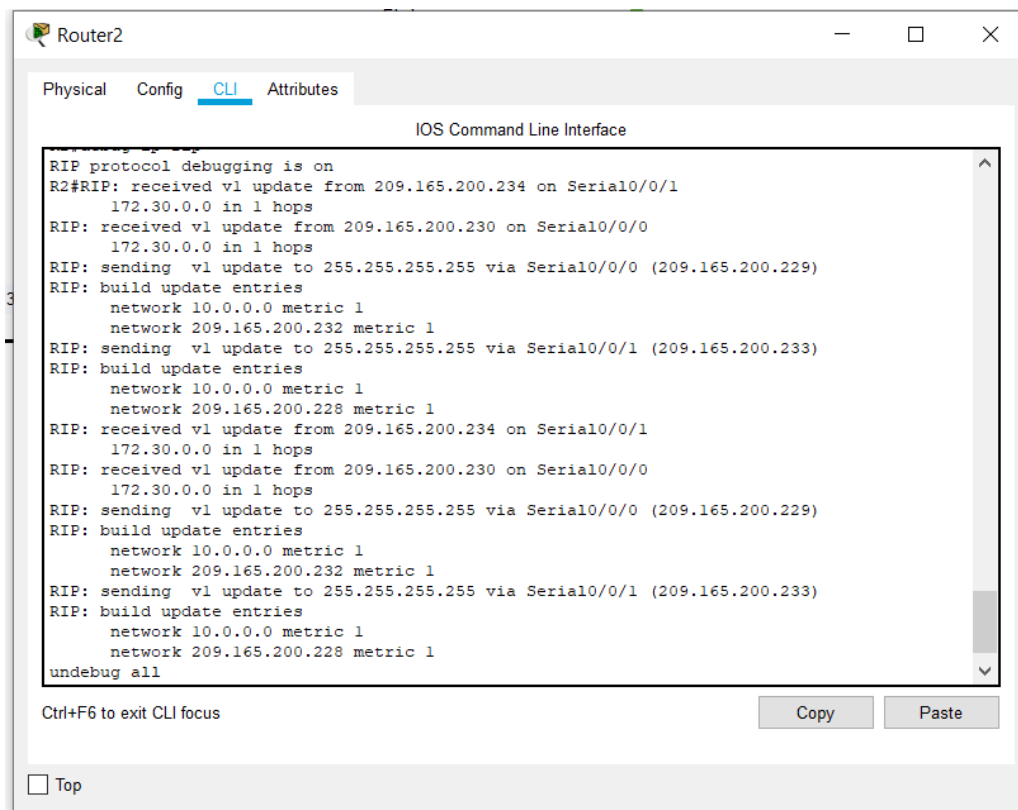 Router2
Physical Config CLI Attributes
IOS Command Line Interface
RIP protocol debugging is on
R2#RIP: received v1 update from 209.165.200.234 on Serial0/0/1
172.30.0.0 in 1 hops
RIP: received v1 update from 209.165.200.230 on Serial0/0/0
172.30.0.0 in 1 hops
RIP: sending  v1 update to 255.255.255.255 via Serial0/0/0 (209.165.200.229)
RIP: build update entries
network 10.0.0.0 metric 1
network 209.165.200.232 metric 1
RIP: sending  v1 update to 255.255.255.255 via Serial0/0/1 (209.165.200.233)
RIP: build update entries
network 10.0.0.0 metric 1
network 209.165.200.228 metric 1
RIP: received v1 update from 209.165.200.234 on Serial0/0/1
172.30.0.0 in 1 hops
RIP: received v1 update from 209.165.200.230 on Serial0/0/0
172.30.0.0 in 1 hops
RIP: sending  v1 update to 255.255.255.255 via Serial0/0/0 (209.165.200.229)
RIP: build update entries
network 10.0.0.0 metric 1
network 209.165.200.232 metric 1
RIP: sending  v1 update to 255.255.255.255 via Serial0/0/1 (209.165.200.233)
RIP: build update entries
network 10.0.0.0 metric 1
network 209.165.200.228 metric 1
undebug all
Ctrl+F6 to exit CLI focus
Copy Paste
Top